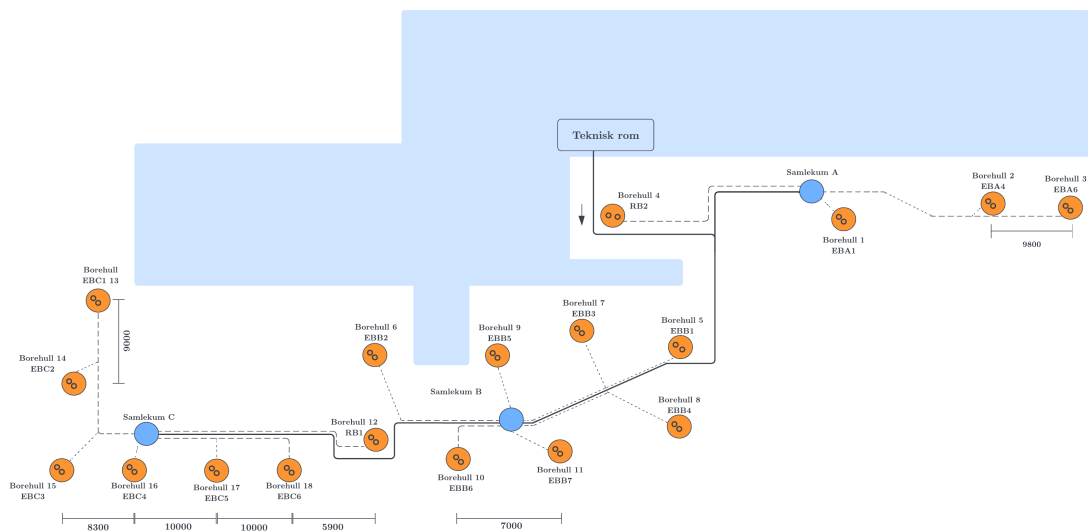 Teknisk rom
Samlekum A
Borehull 2
EBA4
Borehull 3
EBA6
Borehull 4
RB2
Borehull 1
EBA1
9800
Borehull
EBC1 13
Borehull 7
EBB3
Borehull 5
EBB1
Borehull 6
EBB2
Borehull 9
EBB5
9000
Borehull 14
EBC2
Samlekum B
Borehull 8
EBB4
Samlekum C
Borehull 12
RB1
Borehull 11
EBB7
Borehull 10
EBB6
Borehull 15
EBC3
Borehull 16
EBC4
Borehull 17
EBC5
Borehull 18
EBC6
8300
10000
10000
5900
7000